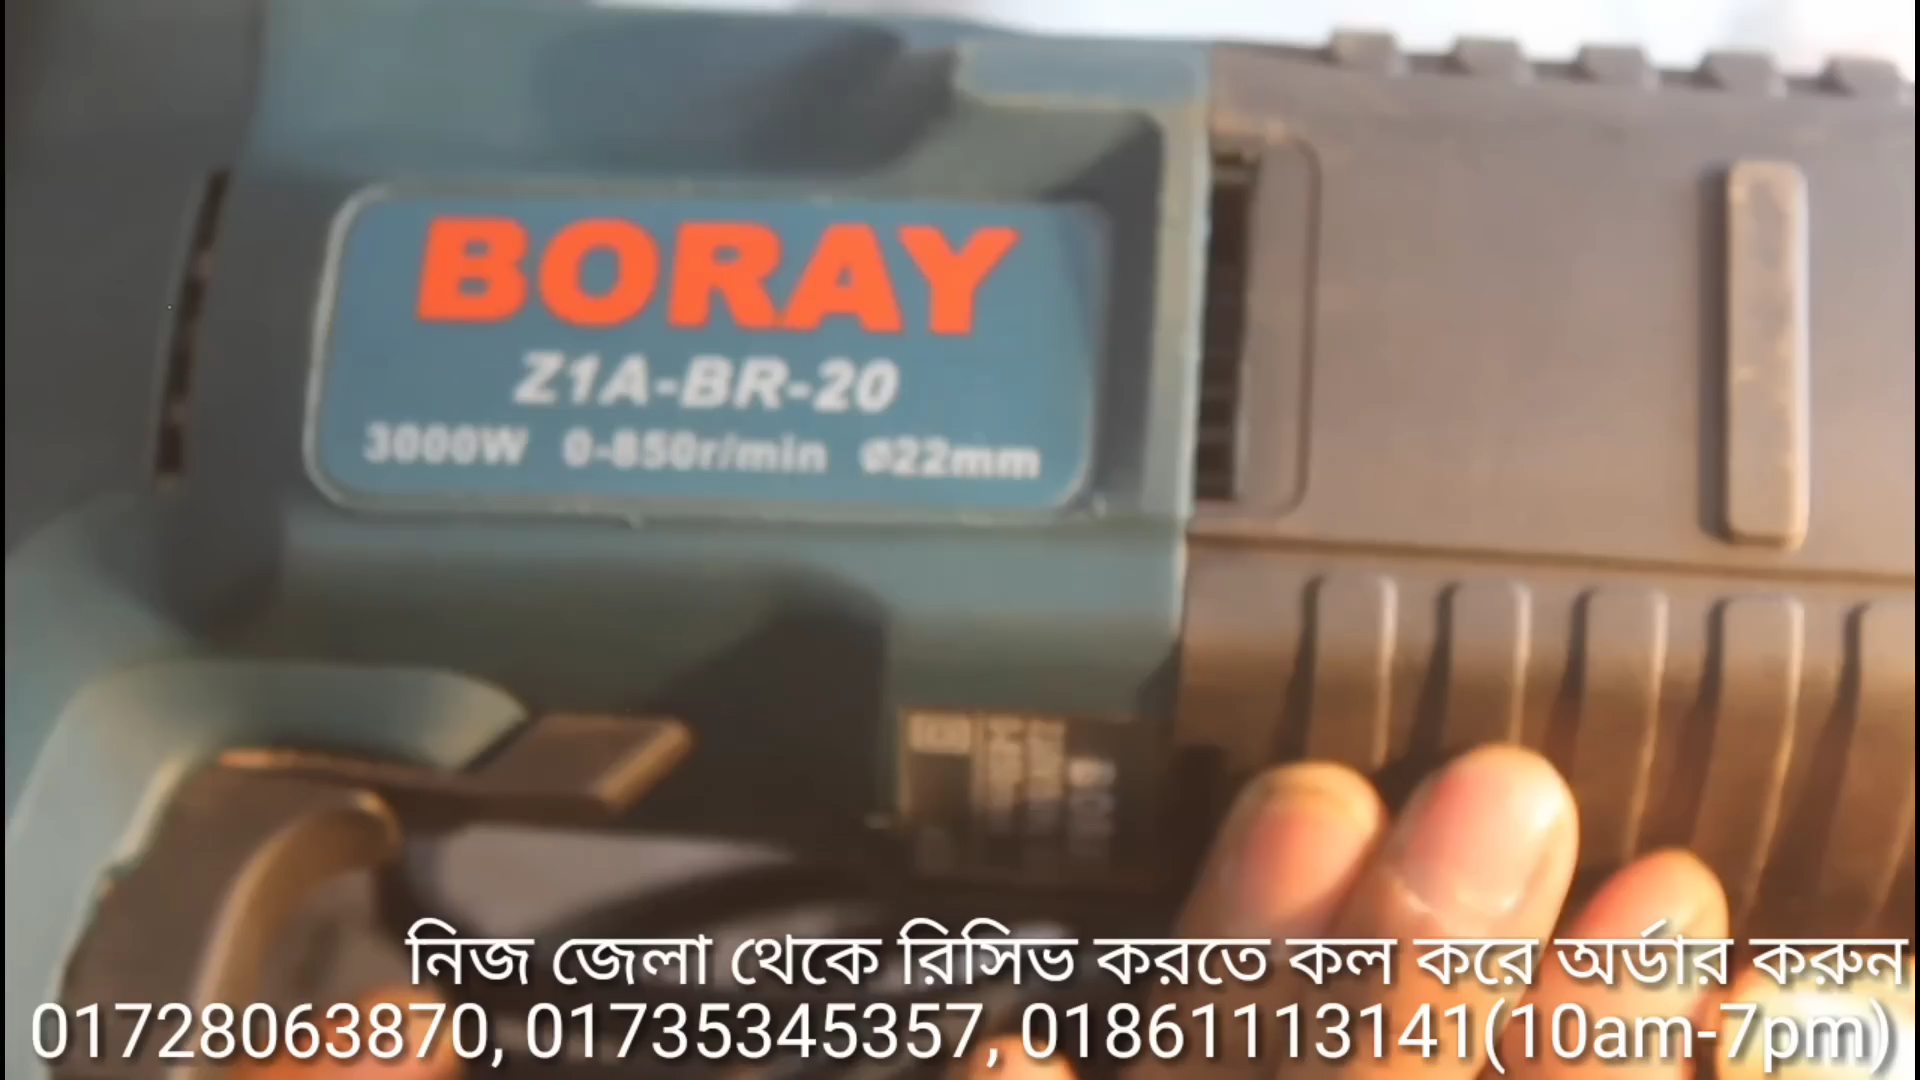 BORAY
Z1A-BR-20
3000W 0-850r/min ø22mm
নিজ জেলা থেকে রিসিভ করতে কল করে অর্ডার করুন
01728063870, 01735345357, 01861113141(10am-7pm)